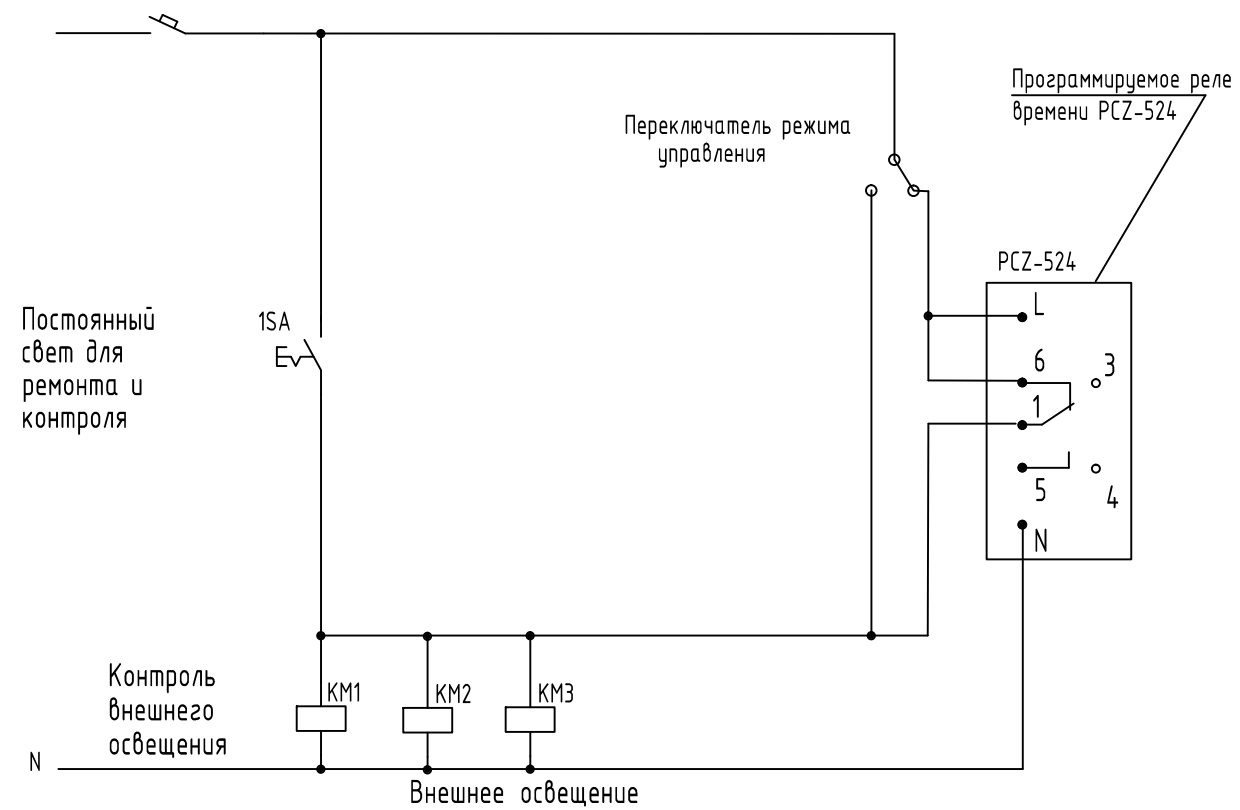 Программируемое реле
времени PCZ-524
Переключатель режима
управления
PCZ-524
L
6
3
1
5
4
N
1SA
Постоянный
свет для
ремонта и
контроля
Контроль
внешнего
освещения
KM1
KM2
KM3
N
Внешнее освещение